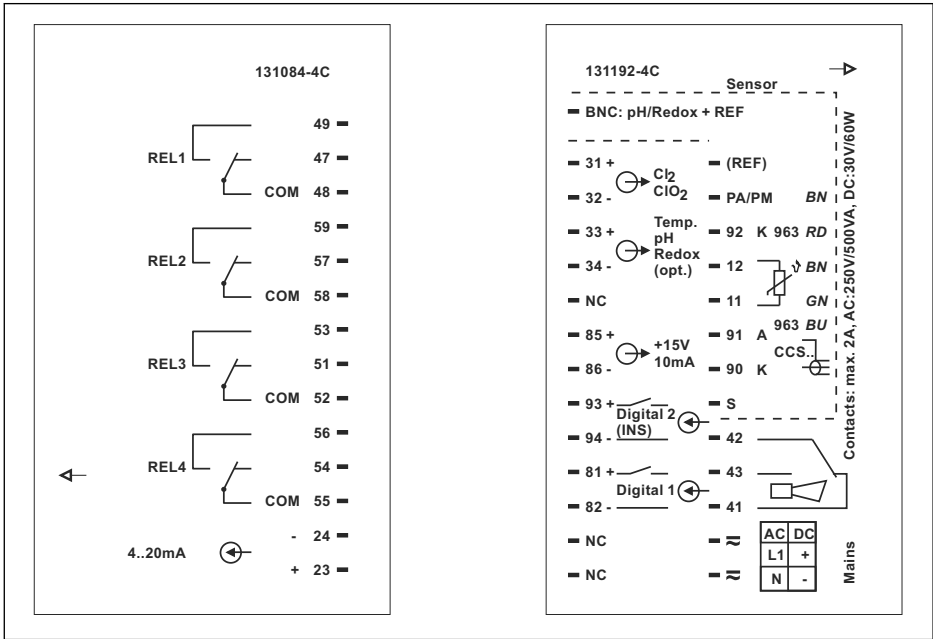 131084-4C
49
REL1 47
COM 48
59
REL2 57
COM 58
53
REL3 51
COM 52
56
REL4 54
COM 55
- 24
4..20mA
+ 23
131192-4C
Sensor
BNC: pH/Redox + REF
31 +
Cl2
ClO2
32 -
33 +
Temp.
pH
Redox
(opt.)
34 -
NC
85 +
+15V
10mA
86 -
93 +
Digital 2
(INS)
94 -
81 +
Digital 1
82 -
NC
NC
(REF)
PA/PM BN
92 K 963 RD
12 BN
11 GN
963 BU
91 A
CCS..
90 K
S
42
43
41
AC DC
L1 +
N -
Contacts: max. 2A, AC:250V/500VA, DC:30V/60W
Mains